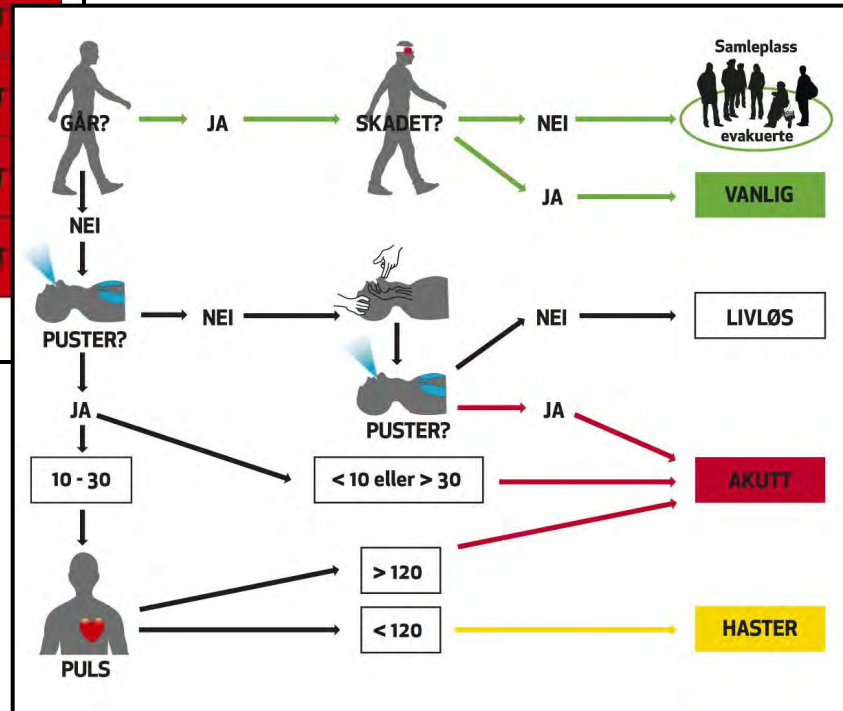 Samleplass
GÅR?
JA
SKADET?
NEI
evakuerte
JA
VANLIG
NEI
PUSTER?
NEI
NEI
LIVLØS
PUSTER?
JA
JA
10 - 30
< 10 eller > 30
AKUTT
> 120
< 120
HASTER
PULS